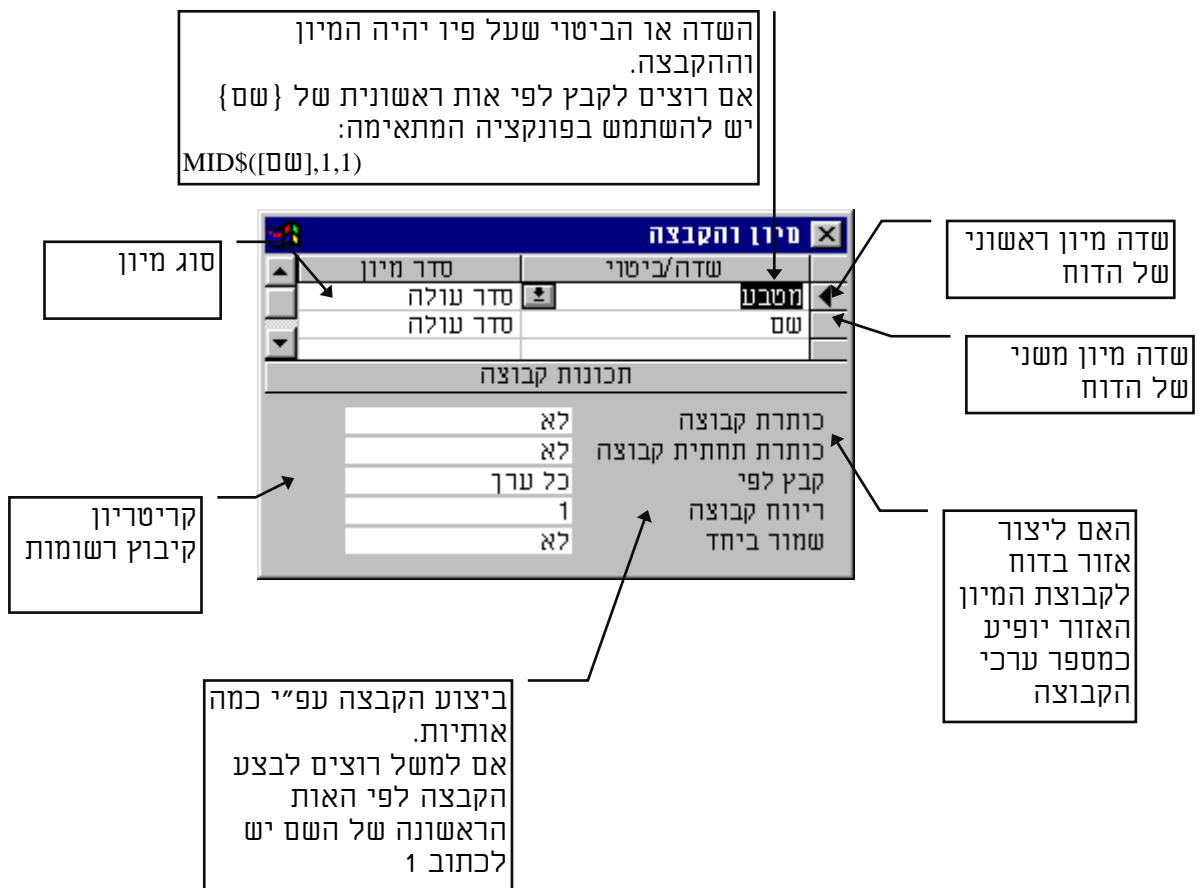 השדה או הביטוי שעל פיו יהיה המיון
וההקבצה.
אם רוצים לקבץ לפי אות ראשונית של {שם}
יש להשתמש בפונקציה המתאימה:
MID$([שם],1,1)
מיון והקבצה
שדה/ביטוי
סדר מיון
מטבע
סדר עולה
שם
סדר עולה
תכונות קבוצה
כותרת קבוצה
לא
כותרת תחתית קבוצה
לא
קבץ לפי
כל ערך
ריווח קבוצה
1
שמור ביחד
לא
שדה מיון ראשוני
של הדוח
שדה מיון משני
של הדוח
סוג מיון
קריטריון
קיבוץ רשומות
האם ליצור
אזור בדוח
לקבוצת המיון
האזור יופיע
כמספר ערכי
הקבוצה
ביצוע הקבצה עפ״י כמה
אותיות.
אם למשל רוצים לבצע
הקבצה לפי האות
הראשונה של השם יש
לכתוב 1